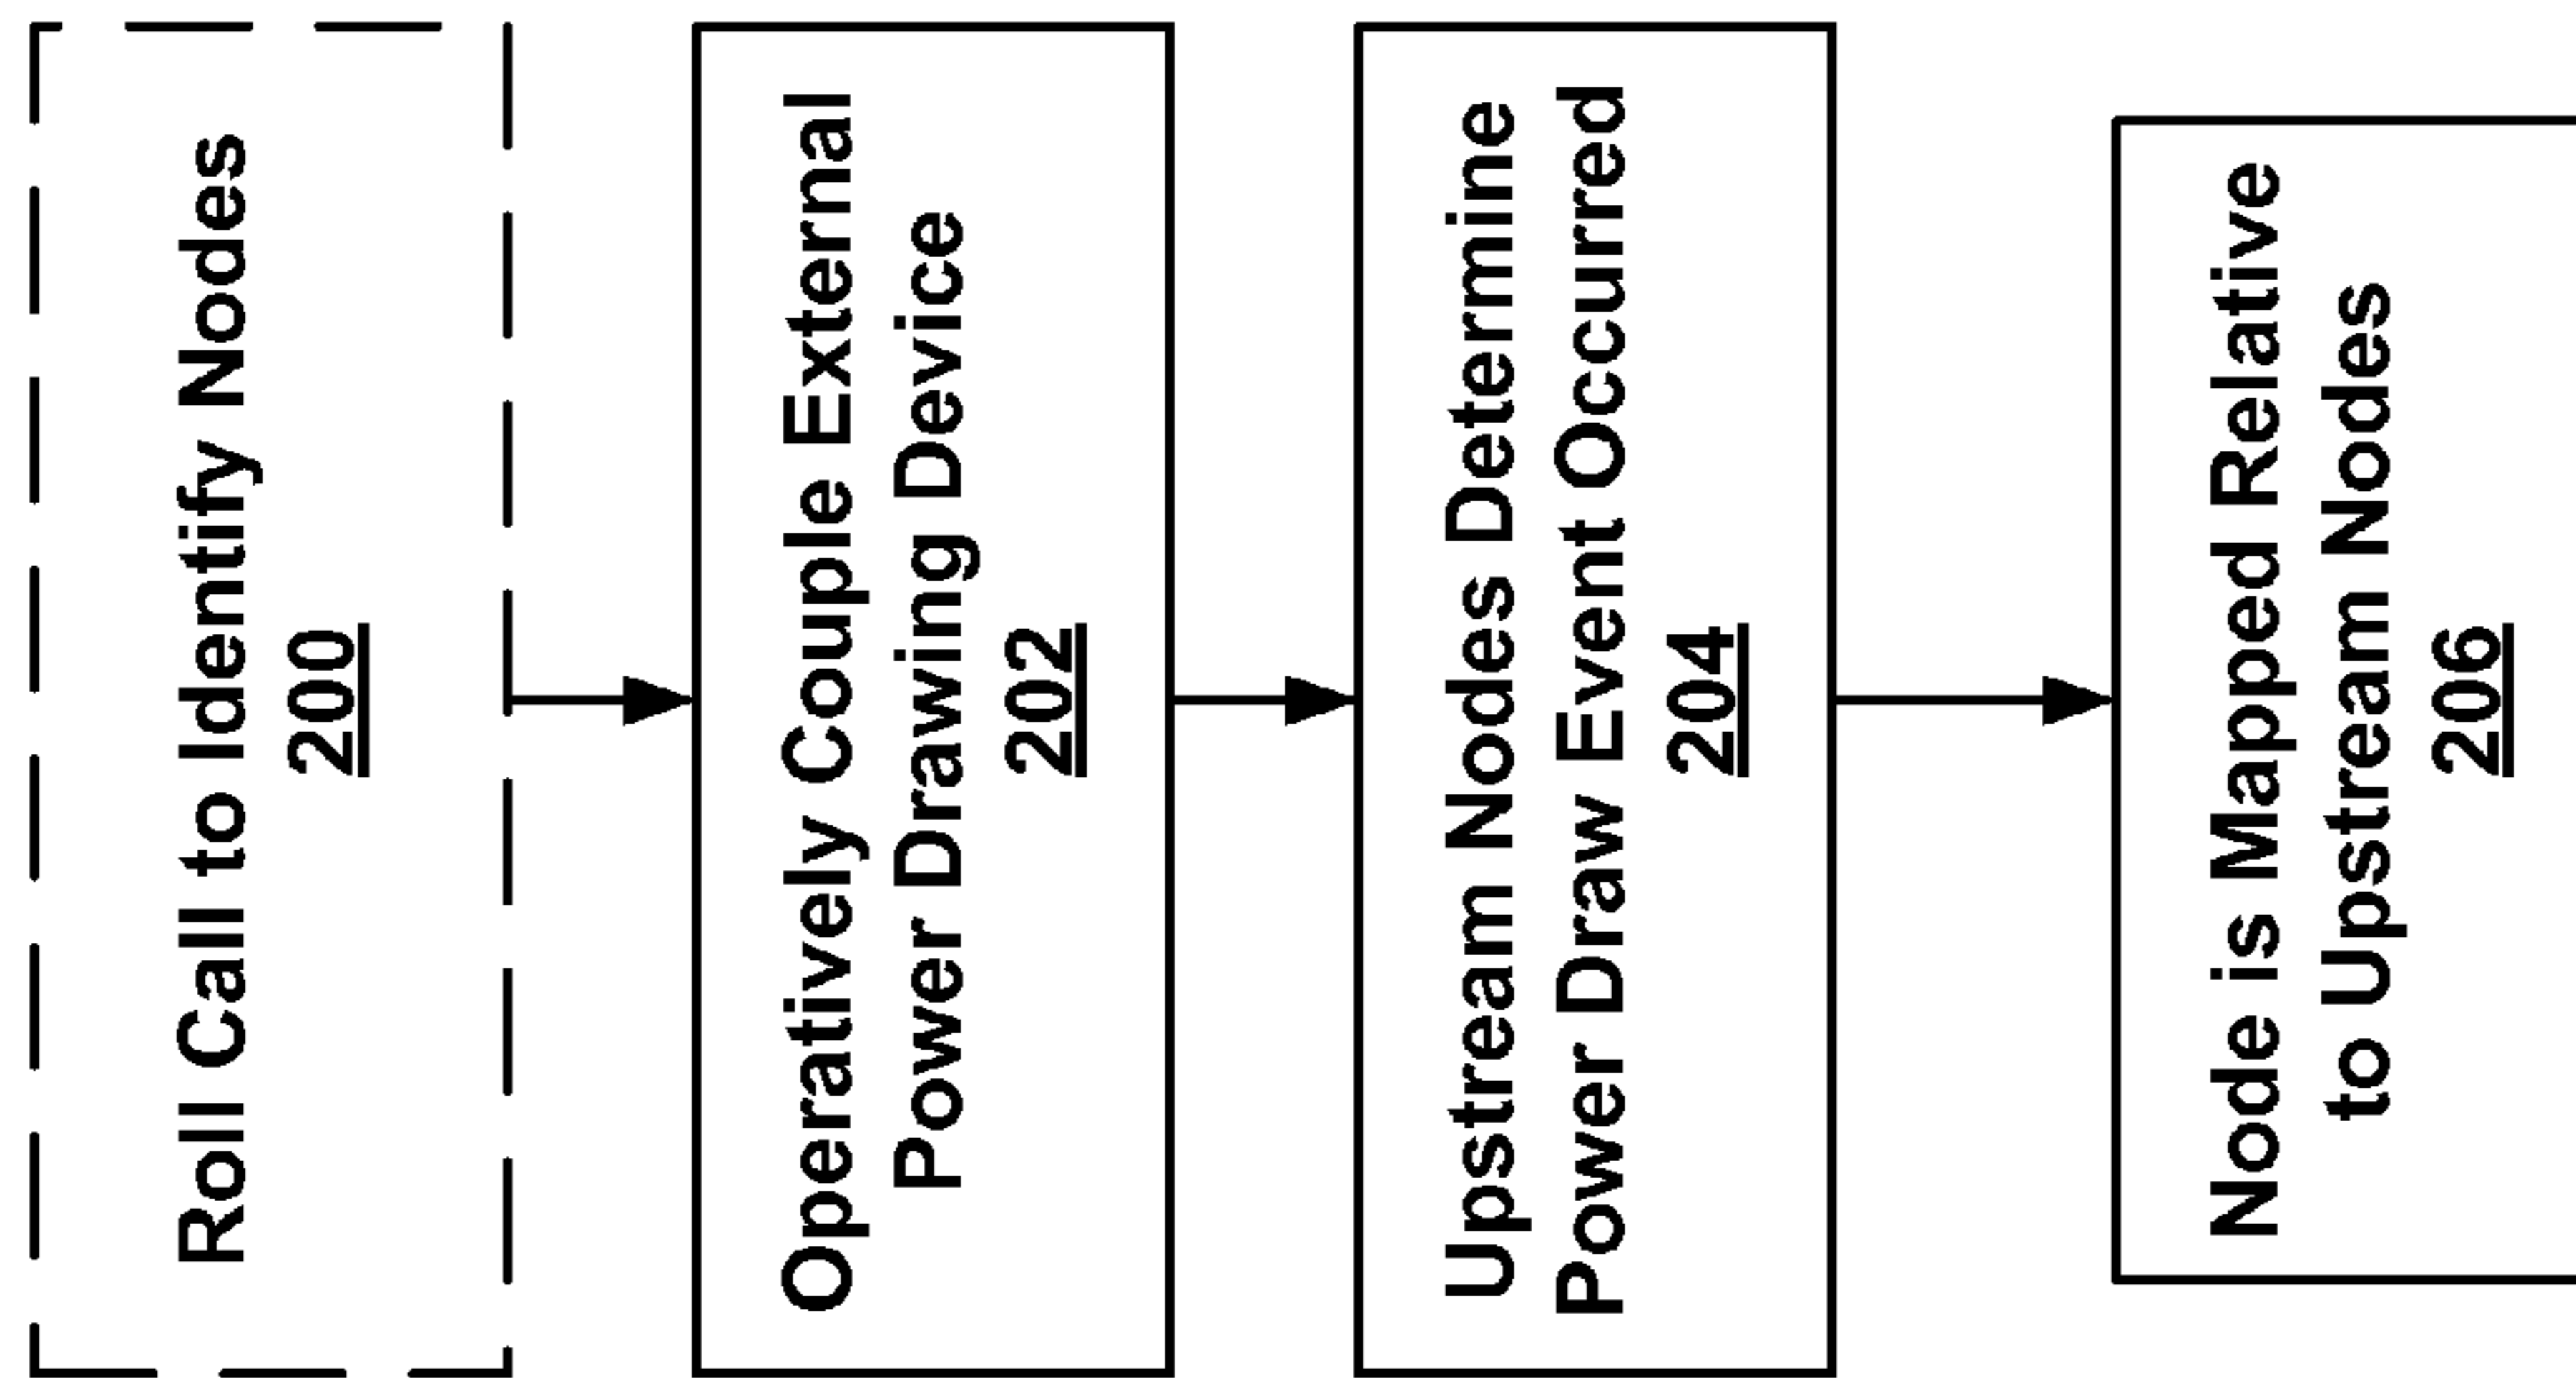 Roll Call to Identify Nodes
200
Operatively Couple External
Power Drawing Device
202
Upstream Nodes Determine
Power Draw Event Occurred
204
Node is Mapped Relative
to Upstream Nodes
206